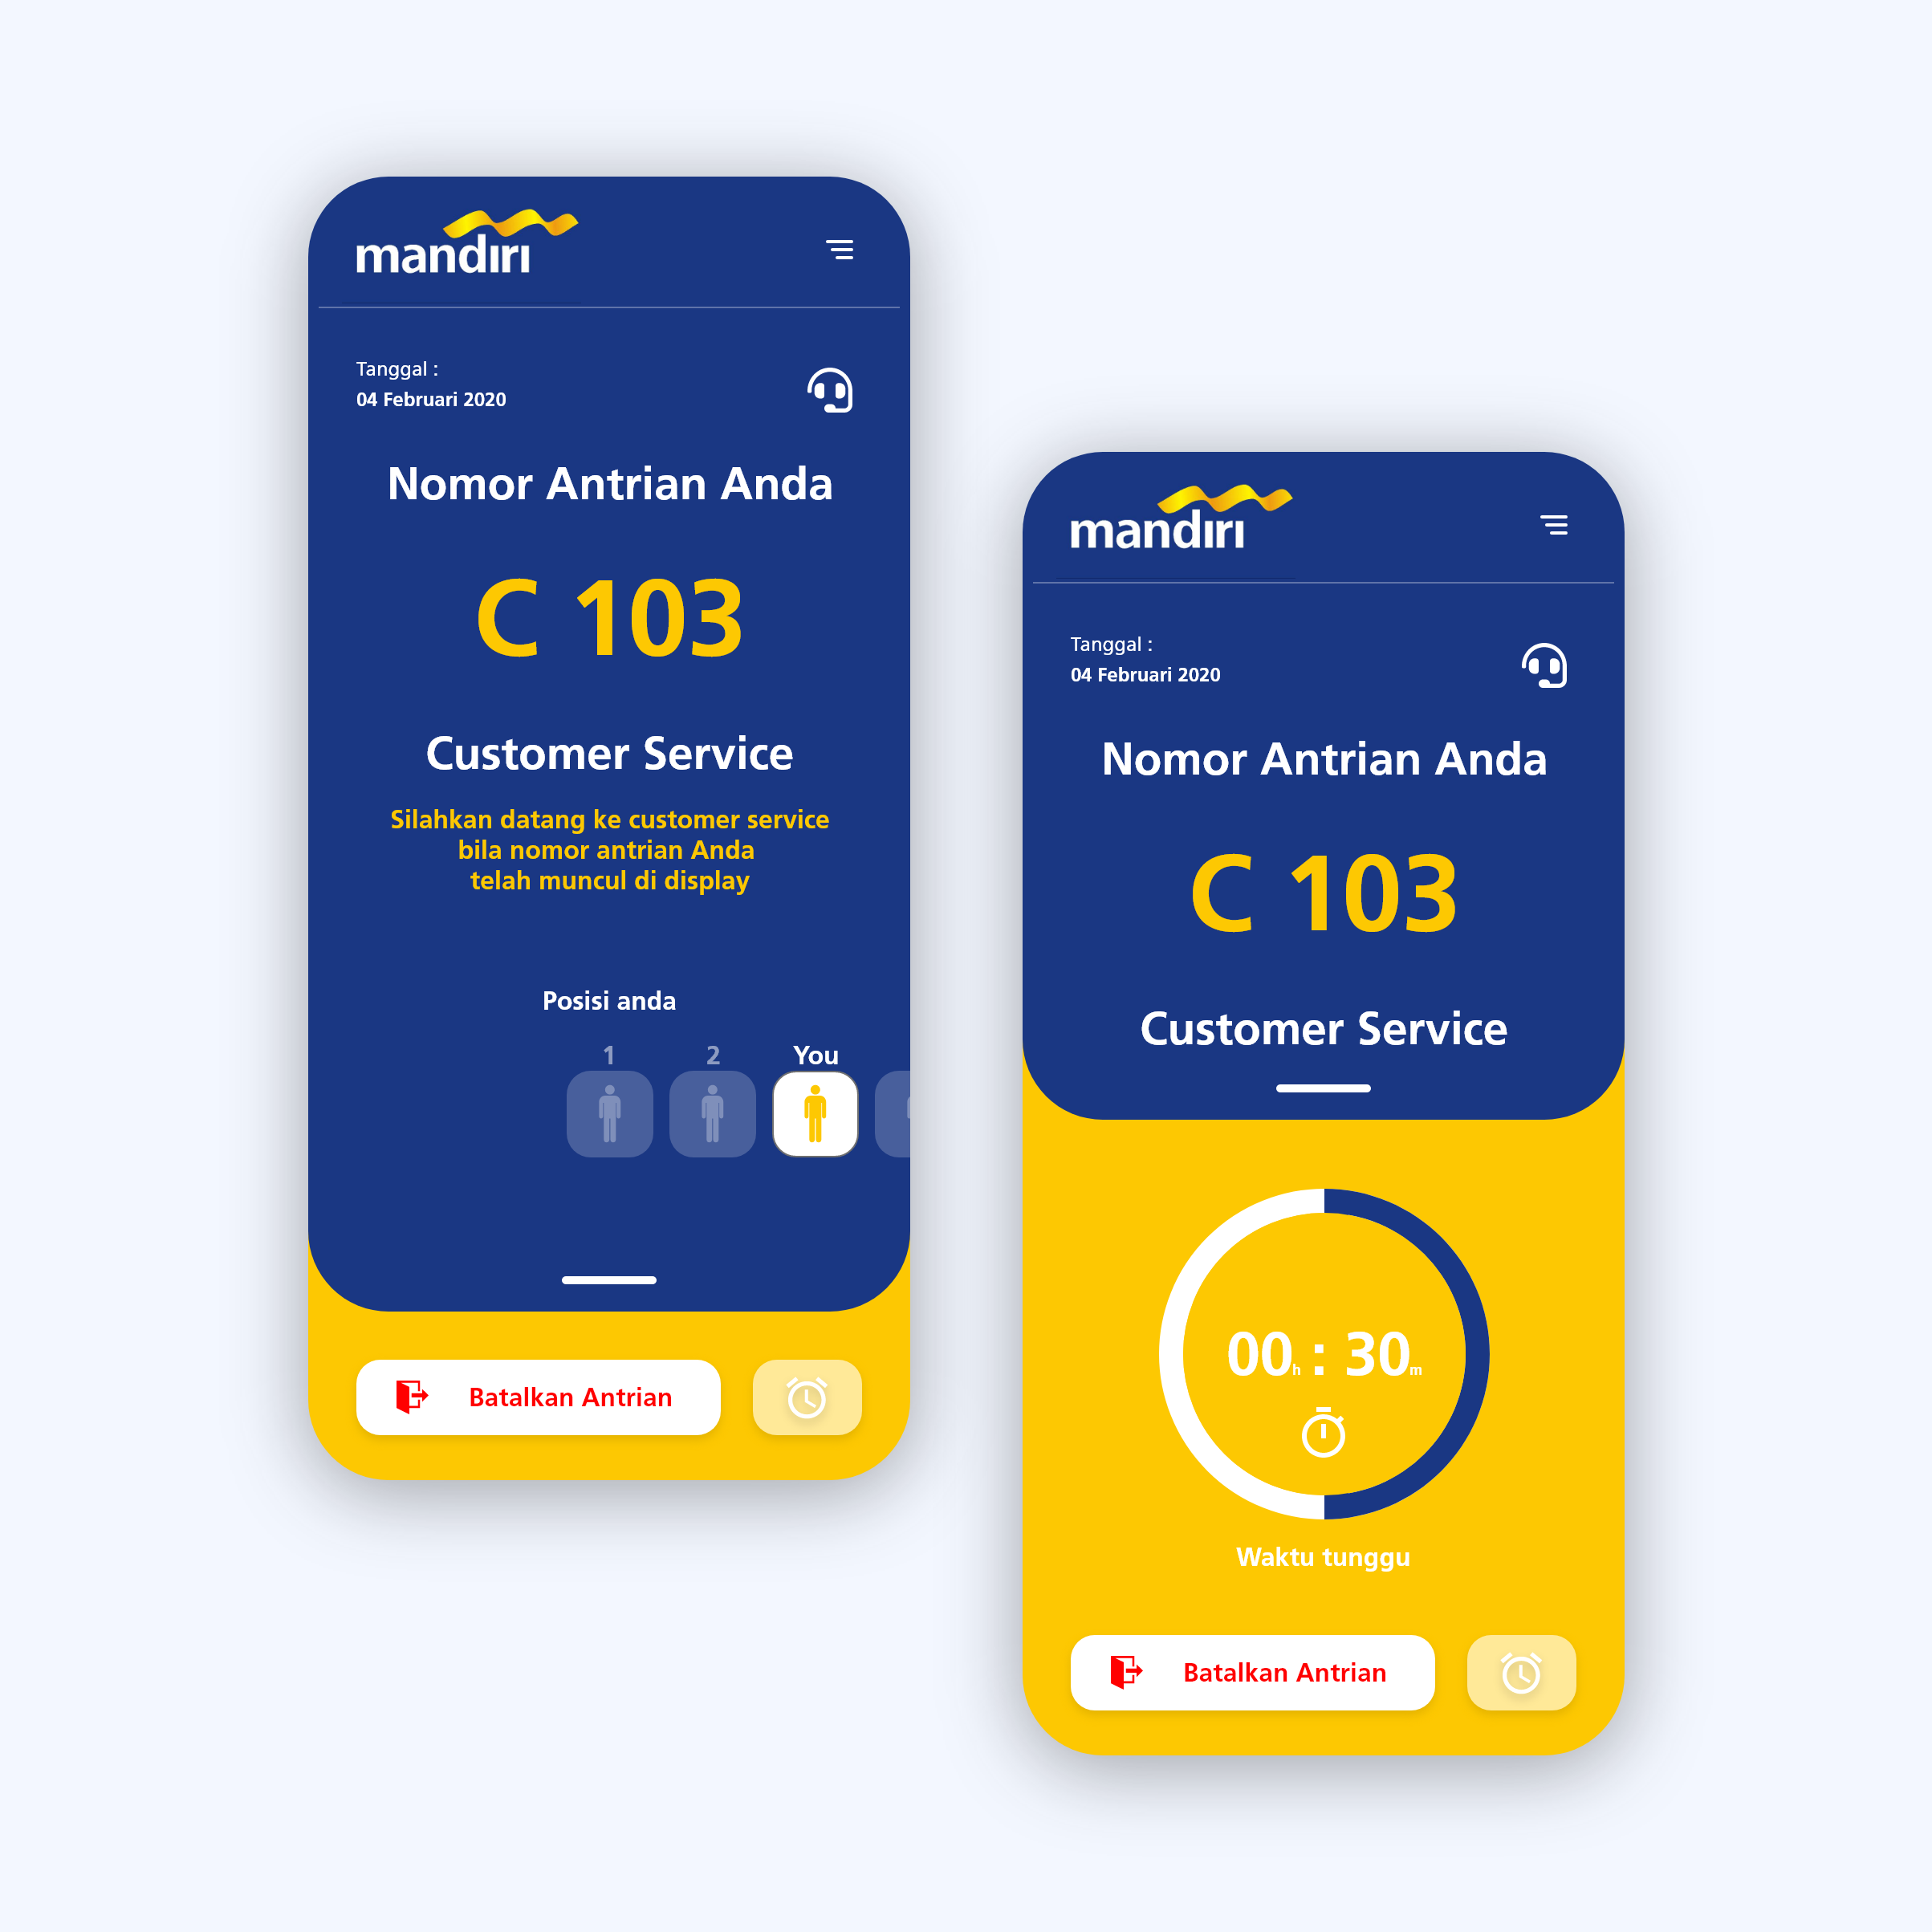 mandiri
Tanggal :
04 Februari 2020
Nomor Antrian Anda
C 103
Customer Service
Silahkan datang ke customer service
bila nomor antrian Anda
telah muncul di display
Posisi anda
1 2 You
Batalkan Antrian
mandiri
Tanggal :
04 Februari 2020
Nomor Antrian Anda
C 103
Customer Service
00h : 30m
Waktu tunggu
Batalkan Antrian